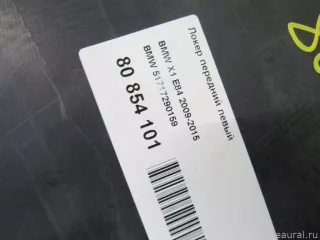 Локер передний левый
BMW X1 E84 2009-2015
BMW 51717290159
80 854 101
eaural.ru